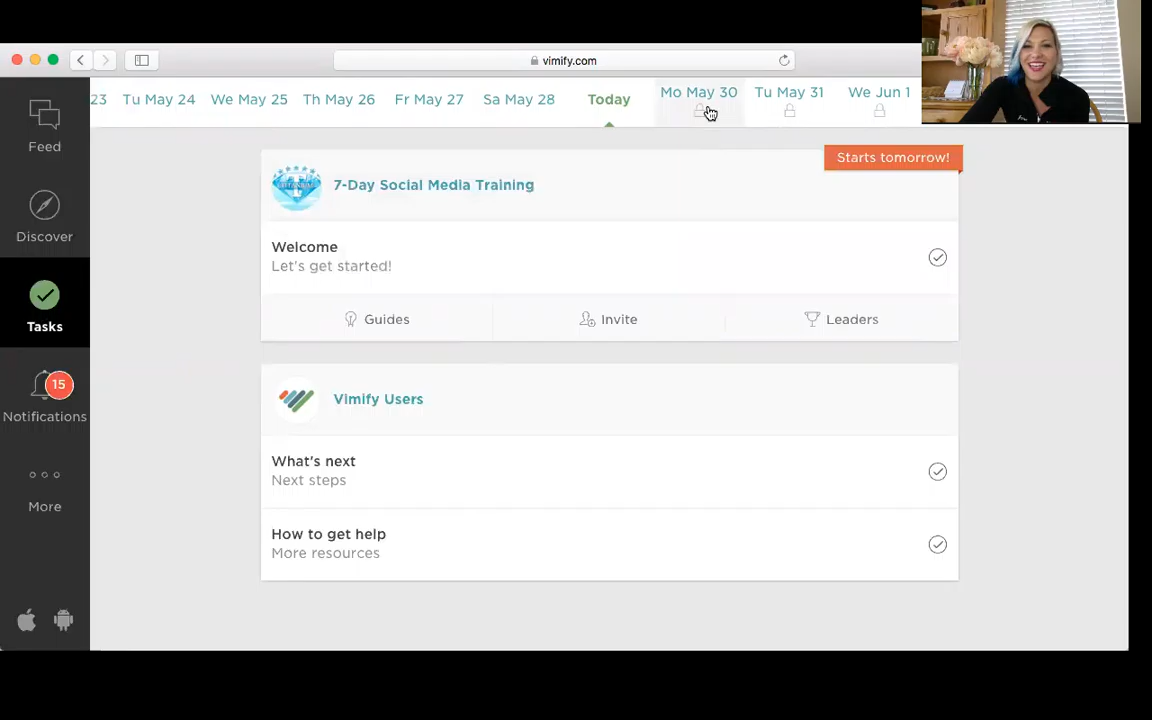 vimify.com
23 Tu May 24 We May 25 Th May 26 Fr May 27 Sa May 28 Today Mo May 30 Tu May 31 We Jun 1
Feed
Discover
Tasks
15
Notifications
More
Starts tomorrow!
7-Day Social Media Training
Welcome
Let's get started!
Guides Invite Leaders
Vimify Users
What's next
Next steps
How to get help
More resources